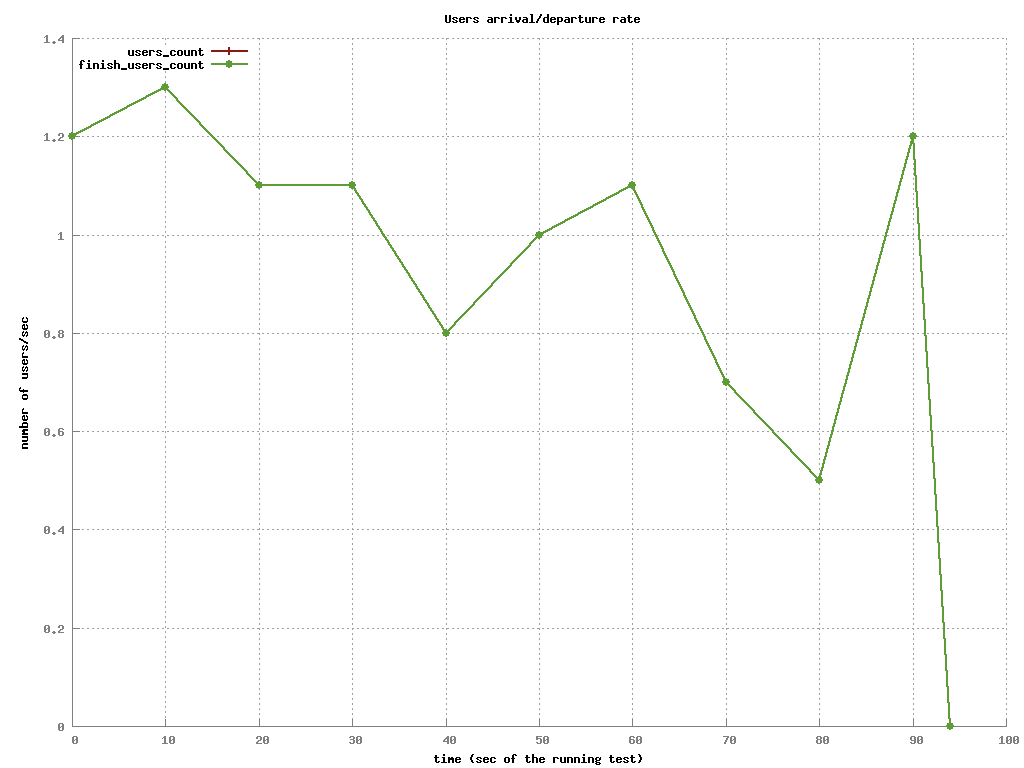 Users arrival/departure rate
1.4
users_count
finish_users_count
1.2
1
0.8
number of users/sec
0.6
0.4
0.2
0
0 10 20 30 40 50 60 70 80 90 100
time (sec of the running test)